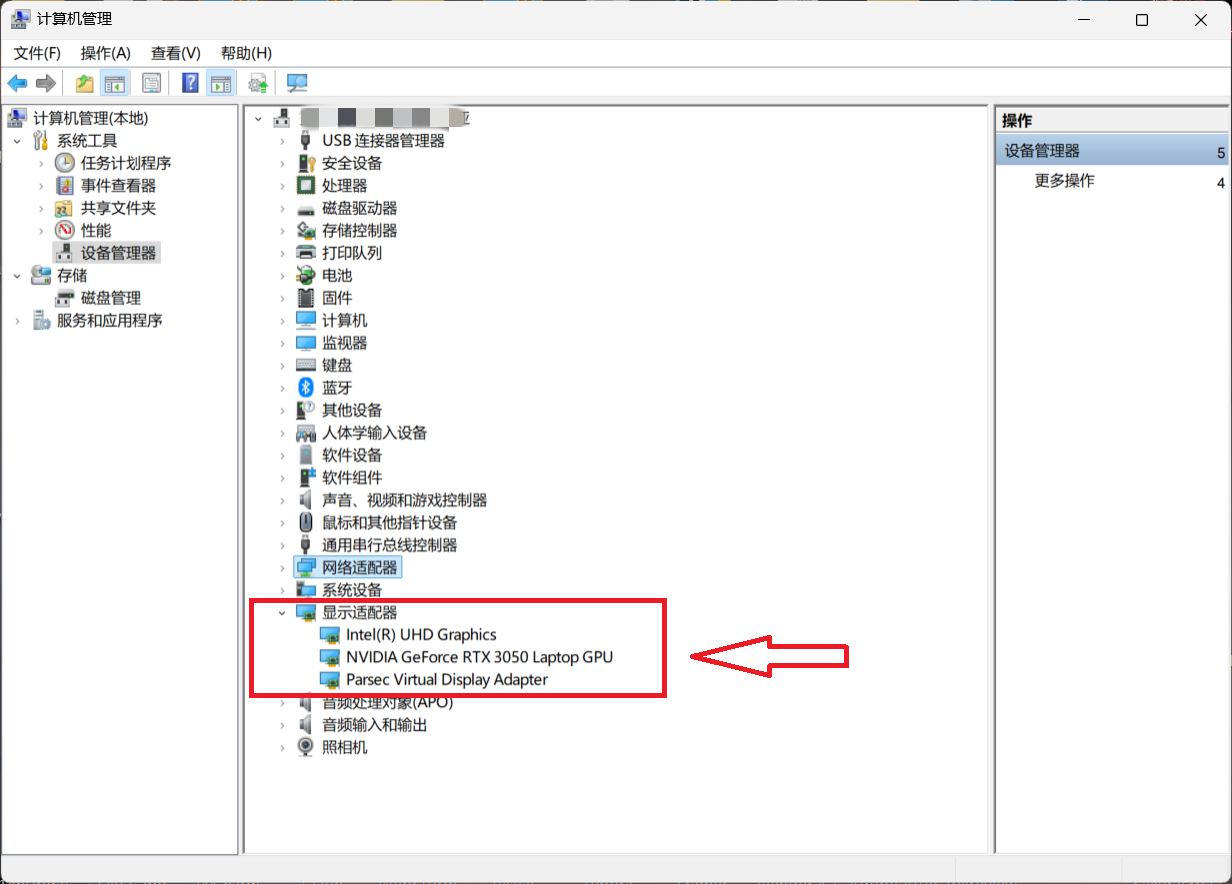 计算机管理
文件(F) 操作(A) 查看(V) 帮助(H)
计算机管理(本地)
系统工具
任务计划程序
事件查看器
共享文件夹
性能
设备管理器
存储
磁盘管理
服务和应用程序
USB 连接器管理器
安全设备
处理器
磁盘驱动器
存储控制器
打印队列
电池
固件
计算机
监视器
键盘
蓝牙
其他设备
人体学输入设备
软件设备
软件组件
声音、视频和游戏控制器
鼠标和其他指针设备
通用串行总线控制器
网络适配器
系统设备
显示适配器
Intel(R) UHD Graphics
NVIDIA GeForce RTX 3050 Laptop GPU
Parsec Virtual Display Adapter
音频处理对象(APO)
音频输入和输出
照相机
操作
设备管理器 5
更多操作 4